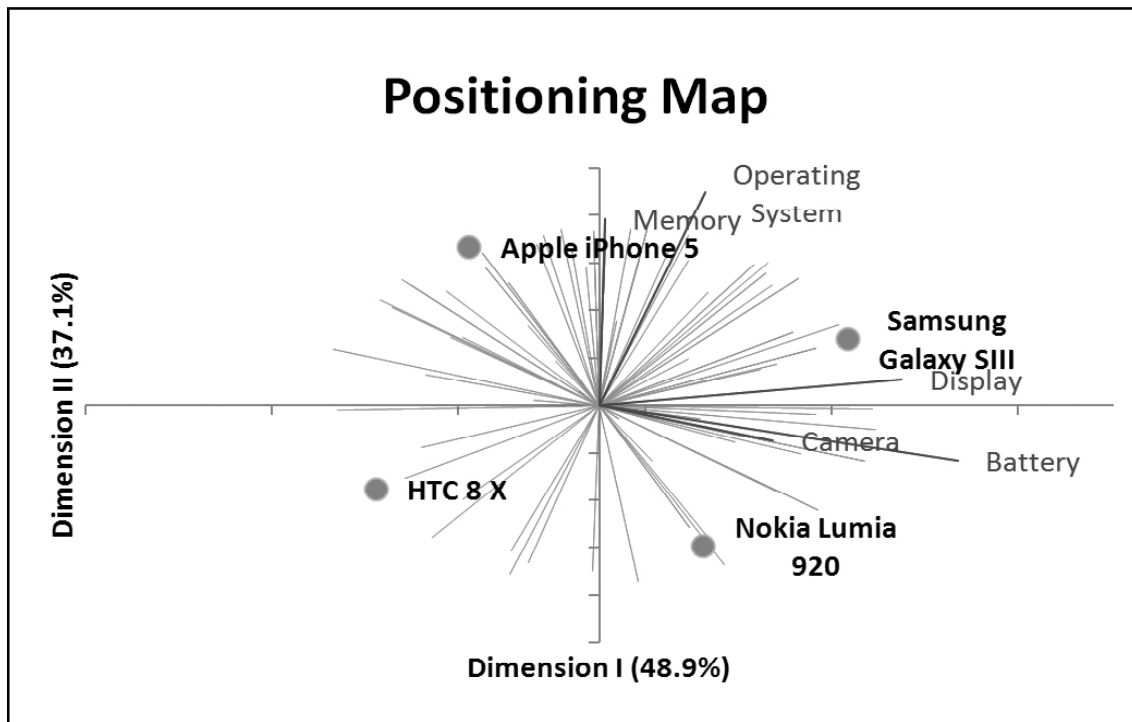 Positioning Map
Operating
System
Memory
Apple iPhone 5
Samsung
Galaxy SIII
Display
Camera
Battery
HTC 8 X
Nokia Lumia
920
Dimension I (48.9%)
Dimension II (37.1%)